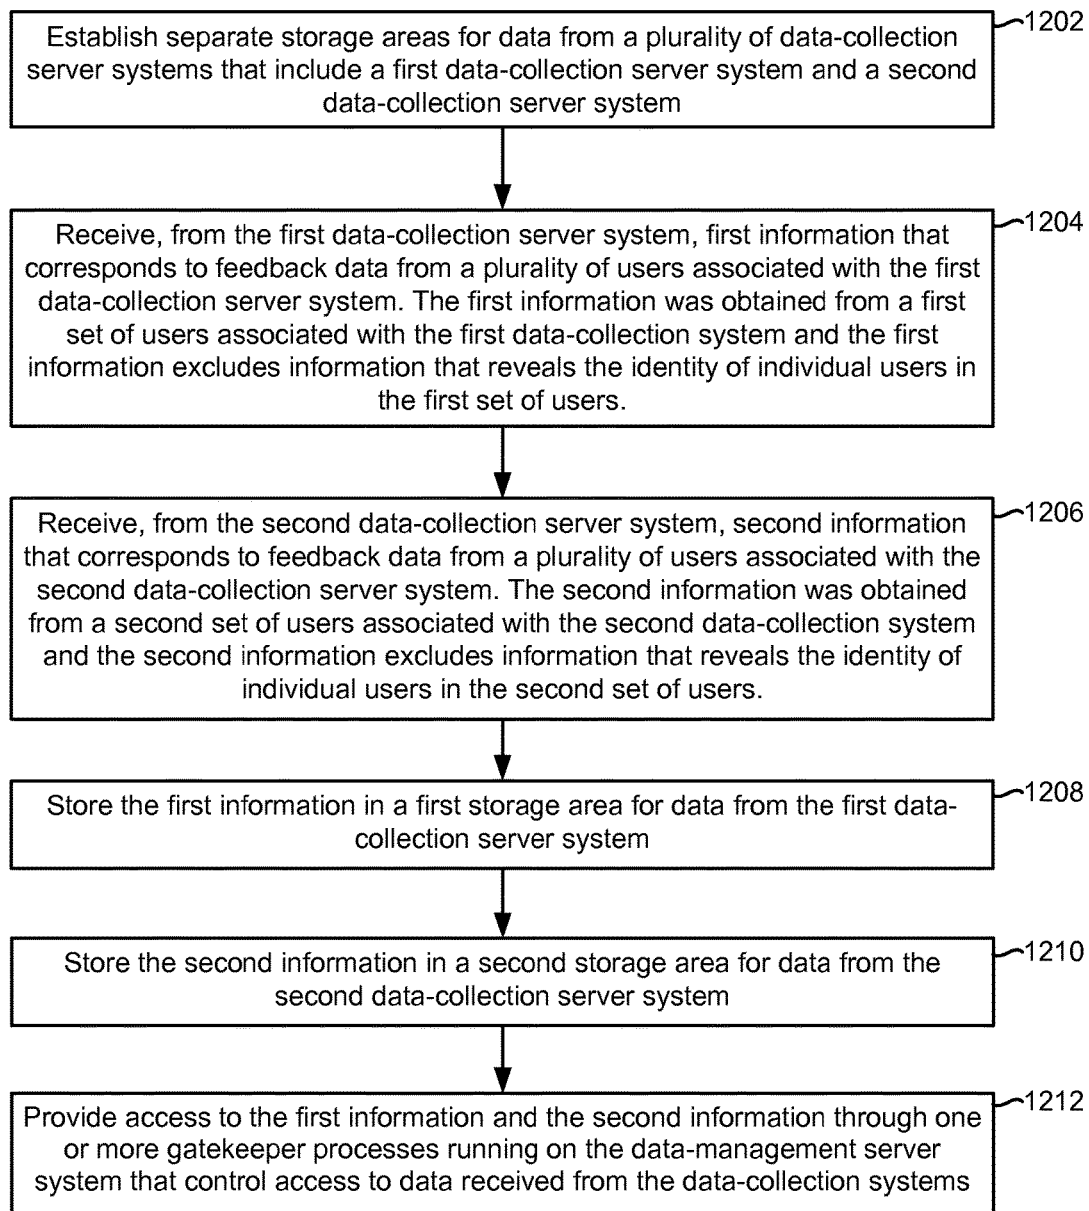 Establish separate storage areas for data from a plurality of data-collection
server systems that include a first data-collection server system and a second
data-collection server system
1202
Receive, from the first data-collection server system, first information that
corresponds to feedback data from a plurality of users associated with the first
data-collection server system. The first information was obtained from a first
set of users associated with the first data-collection system and the first
information excludes information that reveals the identity of individual users in
the first set of users.
1204
Receive, from the second data-collection server system, second information
that corresponds to feedback data from a plurality of users associated with the
second data-collection server system. The second information was obtained
from a second set of users associated with the second data-collection system
and the second information excludes information that reveals the identity of
individual users in the second set of users.
1206
Store the first information in a first storage area for data from the first data-
collection server system
1208
Store the second information in a second storage area for data from the
second data-collection server system
1210
Provide access to the first information and the second information through one
or more gatekeeper processes running on the data-management server
system that control access to data received from the data-collection systems
1212